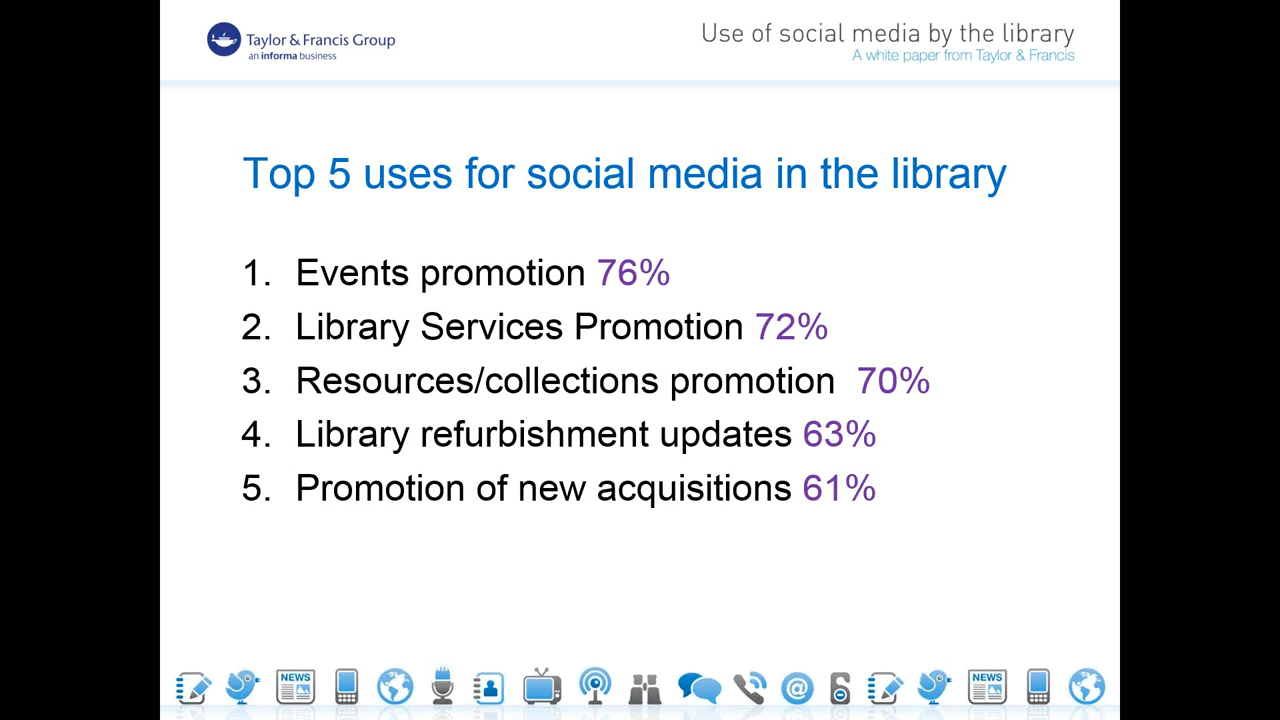 Taylor & Francis Group
an informa business
Use of social media by the library
A white paper from Taylor & Francis
Top 5 uses for social media in the library
1. Events promotion 76%
2. Library Services Promotion 72%
3. Resources/collections promotion 70%
4. Library refurbishment updates 63%
5. Promotion of new acquisitions 61%
NEWS
@
NEWS